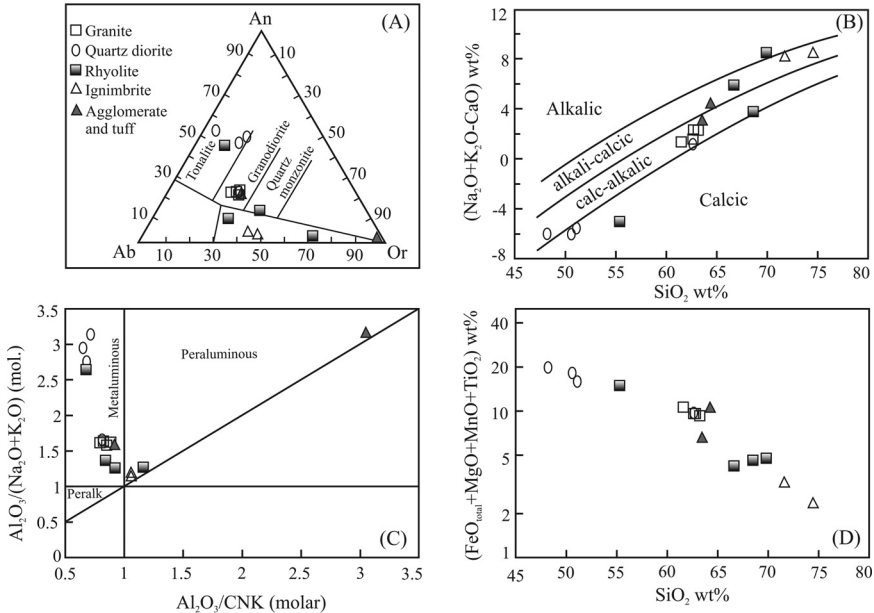 (A)
Granite
Quartz diorite
Rhyolite
Ignimbrite
Agglomerate
and tuff
An
90
10
70
30
50
50
30
70
10
90
Tonalite
Granodiorite
Quartz
monzonite
Ab
10
30
50
70
90
Or
(B)
(Na₂O+K₂O-CaO) wt%
12
8
4
0
-4
-8
Alkalic
alkali-calcic
calc-alkalic
Calcic
45
50
55
60
65
70
75
80
SiO₂ wt%
(C)
Al₂O₃/(Na₂O+K₂O) (mol.)
3.5
3
2.5
2
1.5
1
0.5
0
Metaluminous
Peraluminous
Peralk
0.5
1
1.5
2
2.5
3
3.5
Al₂O₃/CNK (molar)
(D)
(FeOtotal+MgO+MnO+TiO₂) wt%
40
20
10
5
2
1
45
50
55
60
65
70
75
80
SiO₂ wt%